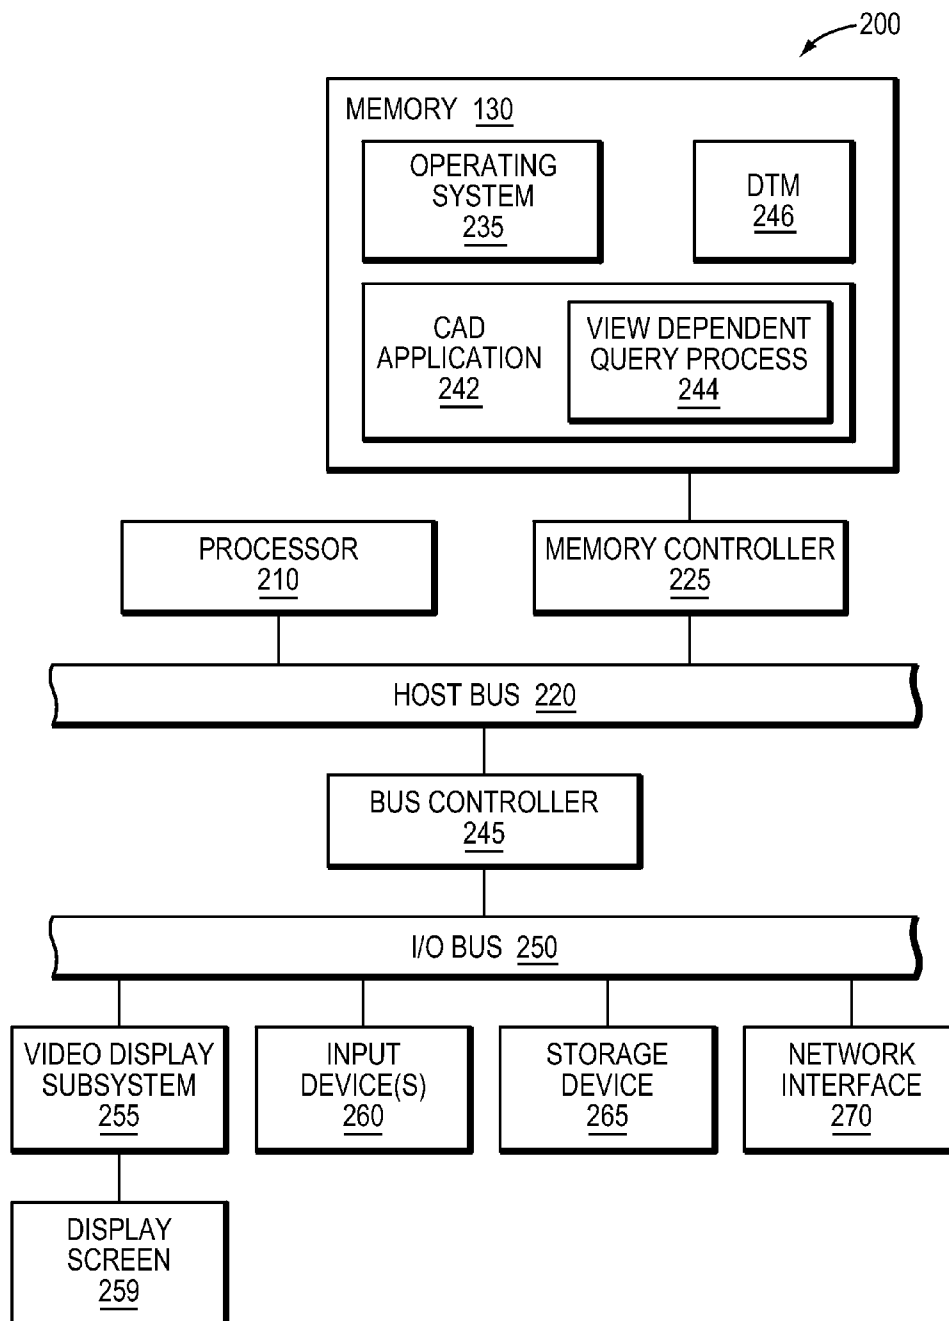 200
MEMORY 130
OPERATING
SYSTEM
235
DTM
246
CAD
APPLICATION
242
VIEW DEPENDENT
QUERY PROCESS
244
PROCESSOR
210
MEMORY CONTROLLER
225
HOST BUS 220
BUS CONTROLLER
245
I/O BUS 250
VIDEO DISPLAY
SUBSYSTEM
255
INPUT
DEVICE(S)
260
STORAGE
DEVICE
265
NETWORK
INTERFACE
270
DISPLAY
SCREEN
259